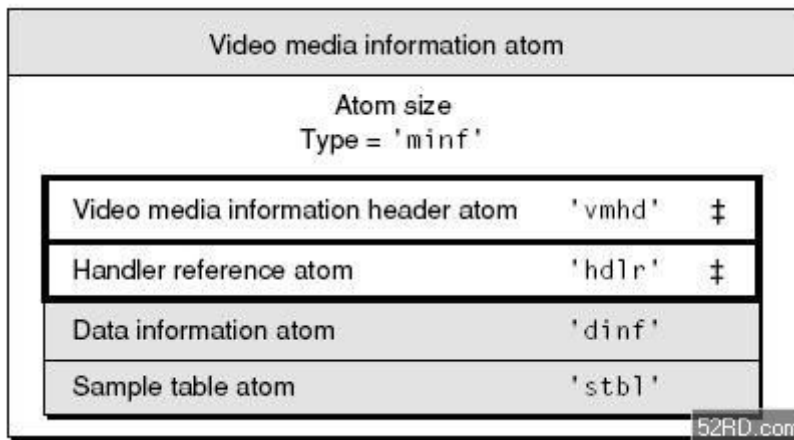 Video media information atom
Atom size
Type = 'minf'
Video media information header atom 'vmhd' ‡
Handler reference atom 'hdlr' ‡
Data information atom 'dinf'
Sample table atom 'stbl'
52RD.com